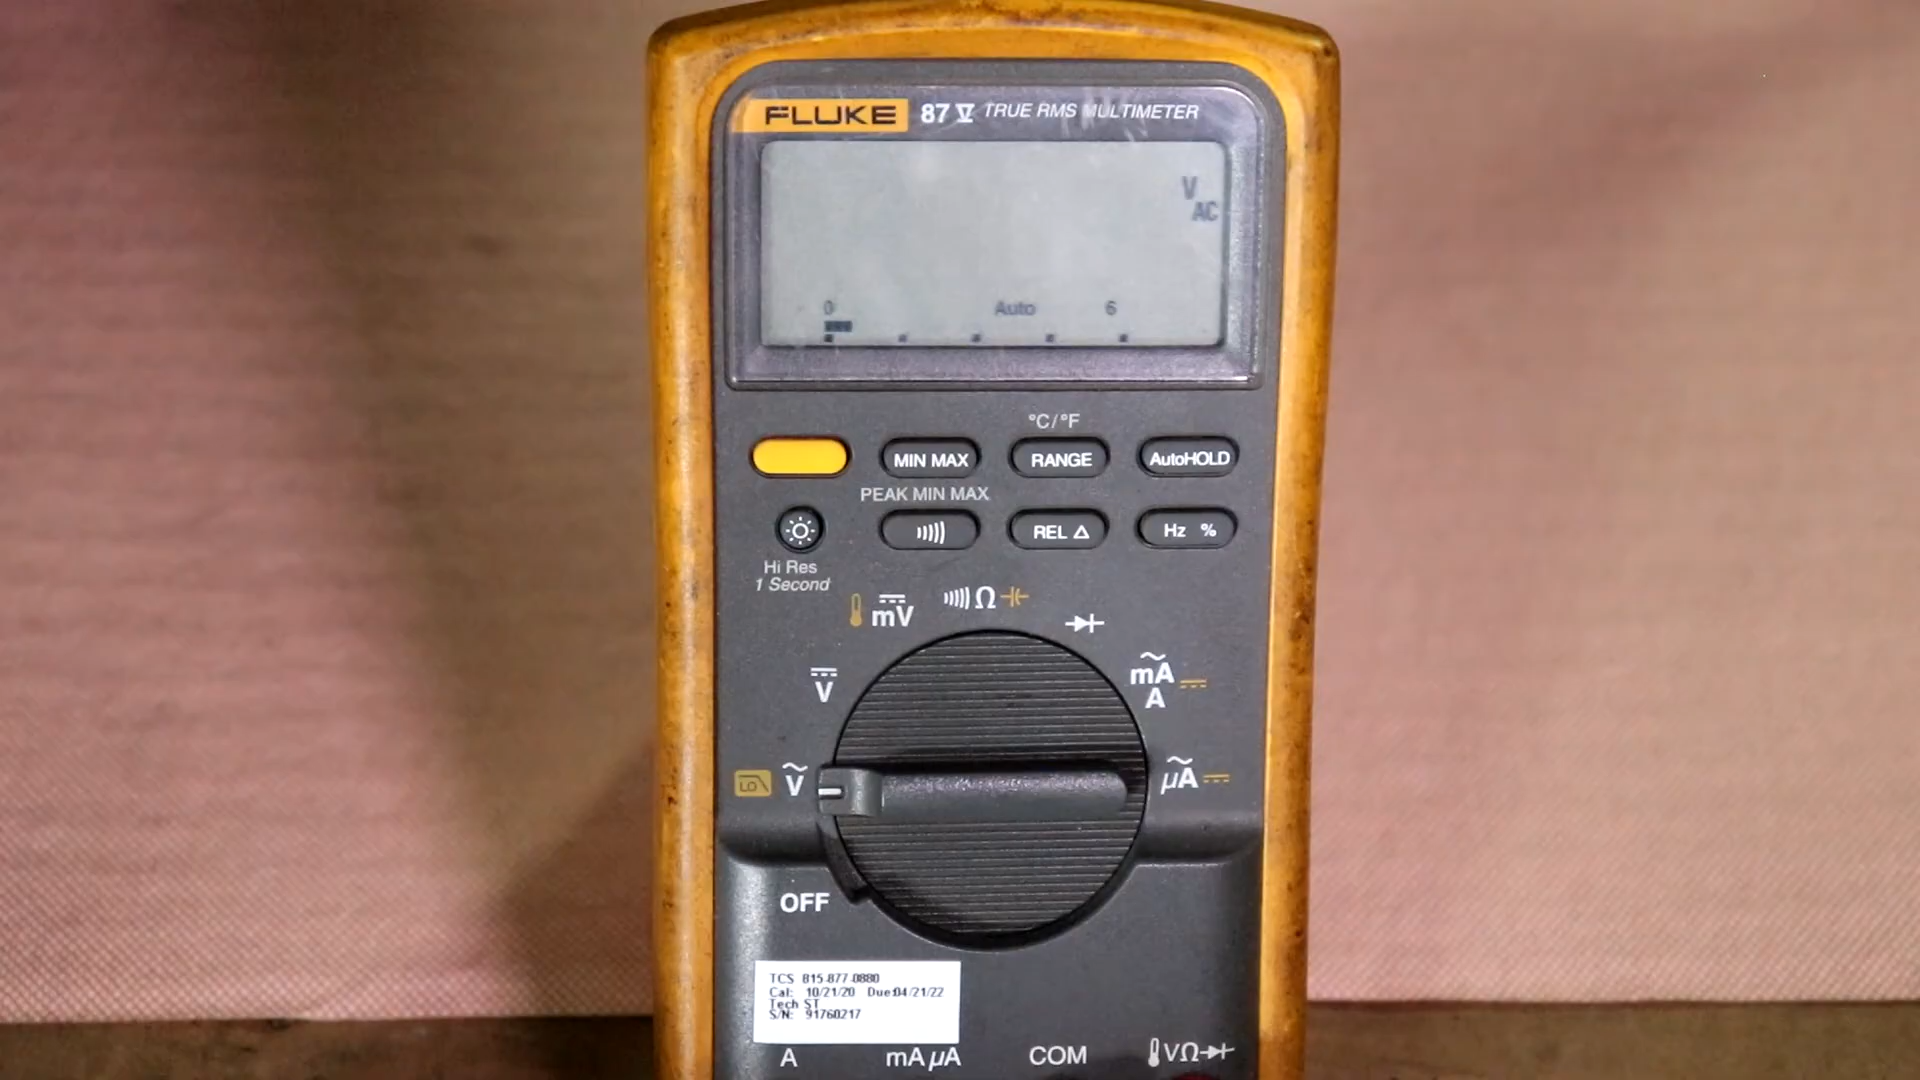 FLUKE 87 V TRUE RMS MULTIMETER
V
AC
0 Auto 6
°C/°F
MIN MAX RANGE AutoHOLD
PEAK MIN MAX
REL Δ Hz %
Hi Res
1 Second
mV Ω
V mA
A
LO V µA
OFF
TCS 815-877-0880
Cal: 10/21/20 Due:04/21/22
Tech ST
S/N: 91760217
A mA µA COM VΩ